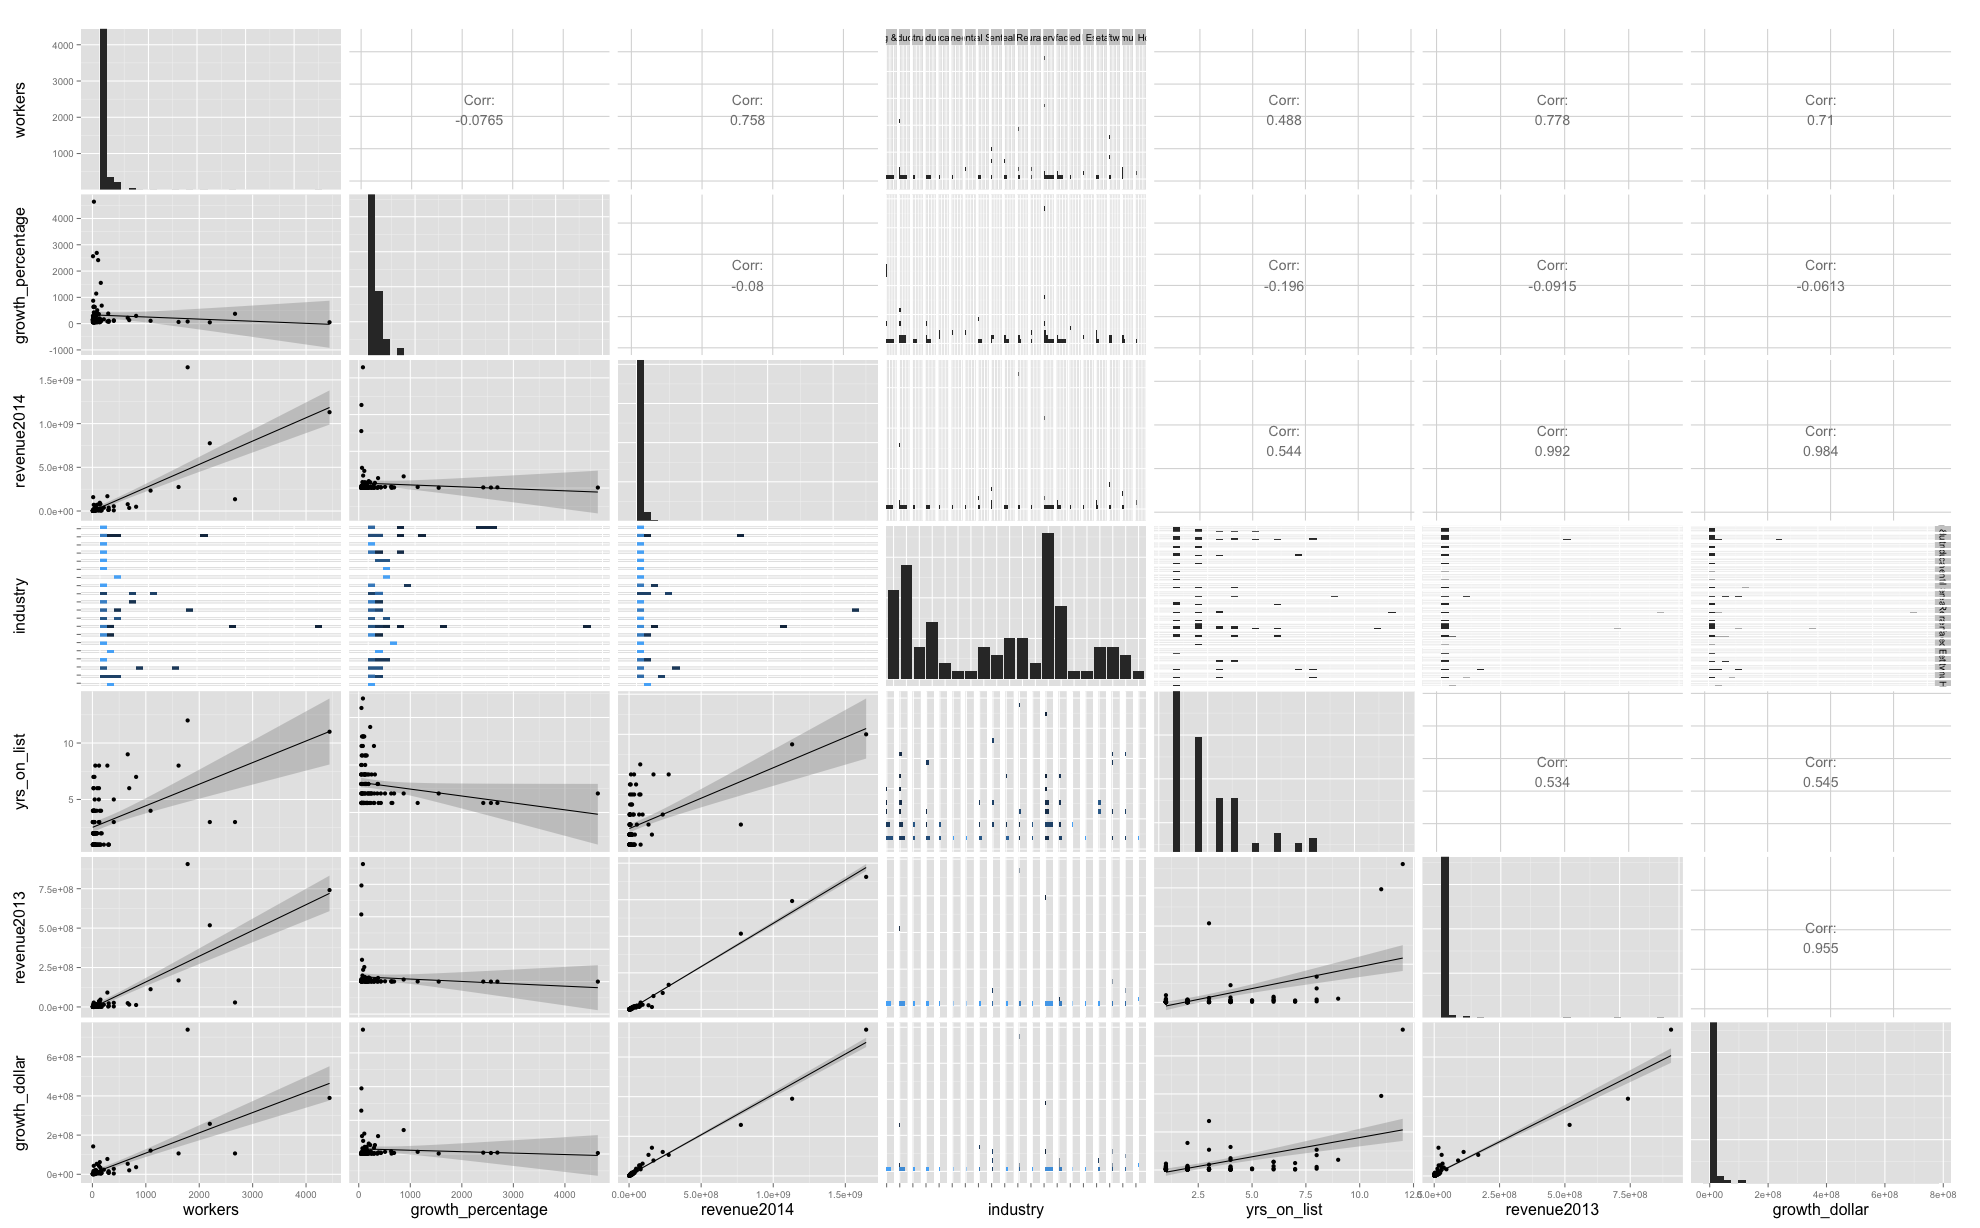 workers
4000
3000
2000
1000
Corr:
-0.0765
Corr:
0.758
Corr:
0.488
Corr:
0.778
Corr:
0.71
growth_percentage
4000
3000
2000
1000
0
-1000
Corr:
-0.08
Corr:
-0.196
Corr:
-0.0915
Corr:
-0.0613
revenue2014
1.5e+09
1.0e+09
5.0e+08
0.0e+00
Corr:
0.544
Corr:
0.992
Corr:
0.984
industry
yrs_on_list
10
5
Corr:
0.534
Corr:
0.545
revenue2013
7.5e+08
5.0e+08
2.5e+08
0.0e+00
Corr:
0.955
growth_dollar
6e+08
4e+08
2e+08
0e+00
0 1000 2000 3000 4000
0 2000 4000
0.0e+00 5.0e+08 1.0e+09 1.5e+09
2.5 5.0 7.5 10.0
2.5e+08 5.0e+08 7.5e+08
0e+00 2e+08 4e+08 6e+08 8e+08
workers growth_percentage revenue2014 industry yrs_on_list revenue2013 growth_dollar